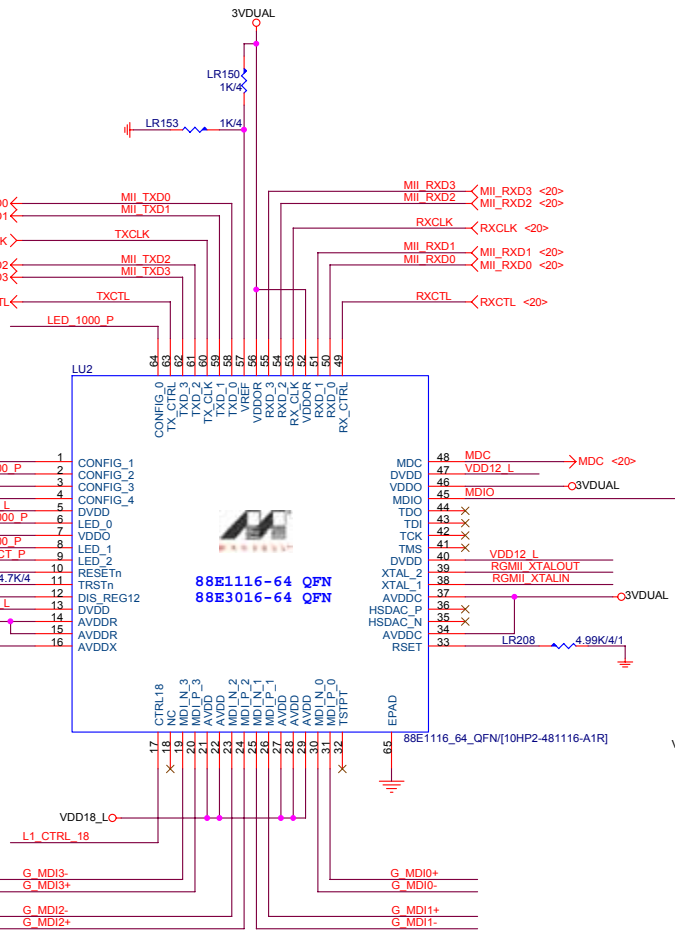 3VDUAL
LR150
1K/4
LR153 1K/4
MII_TXD0
MII_TXD1
TXCLK
MII_TXD2
MII_TXD3
TXCTL
LED_1000_P
MII_RXD3 MII_RXD3 <20>
MII_RXD2 MII_RXD2 <20>
RXCLK RXCLK <20>
MII_RXD1 MII_RXD1 <20>
MII_RXD0 MII_RXD0 <20>
RXCTL RXCTL <20>
64 63 62 61 60 59 58 57 56 55 54 53 52 51 50 49
LU2
CONFIG_0
TX_CTRL
TXD_3
TXD_2
TX_CLK
TXD_1
TXD_0
VREF
VDDOR
RXD_3
RXD_2
RX_CLK
VDDOR
RXD_1
RXD_0
RX_CTRL
1 CONFIG_1
2 CONFIG_2
3 CONFIG_3
4 CONFIG_4
5 DVDD
6 LED_0
7 VDDO
8 LED_1
9 LED_2
10 RESETn
4.7K/4 11 TRSTn
12 DIS_REG12
13 DVDD
14 AVDDR
15 AVDDR
16 AVDDX
MARVELL
88E1116-64 QFN
88E3016-64 QFN
MDC 48 MDC MDC <20>
DVDD 47 VDD12_L
VDDO 46 3VDUAL
MDIO 45 MDIO
TDO 44
TDI 43
TCK 42
TMS 41
DVDD 40 VDD12_L
XTAL_2 39 RGMII_XTALOUT
XTAL_1 38 RGMII_XTALIN
AVDDC 37 3VDUAL
HSDAC_P 36
HSDAC_N 35
AVDDC 34
RSET 33 LR208 4.99K/4/1
CTRL18
NC
MDI_N_3
MDI_P_3
AVDD
AVDD
MDI_N_2
MDI_P_2
MDI_N_1
MDI_P_1
AVDD
AVDD
AVDD
MDI_N_0
MDI_P_0
TSTPT
EPAD
17 18 19 20 21 22 23 24 25 26 27 28 29 30 31 32 65
88E1116_64_QFN/[10HP2-481116-A1R]
VDD18_L
L1_CTRL_18
G_MDI3-
G_MDI3+
G_MDI2-
G_MDI2+
G_MDI0+
G_MDI0-
G_MDI1+
G_MDI1-